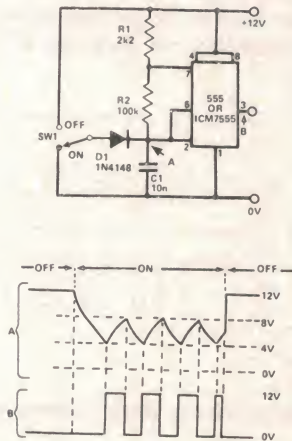 +12V
R1
2k2
4
8
7
R2
100k
6
2
555
OR
ICM7555
3
B
1
OFF
SW1
ON
D1
1N4148
A
C1
10n
0V
OFF
ON
OFF
12V
8V
4V
0V
A
12V
B
0V